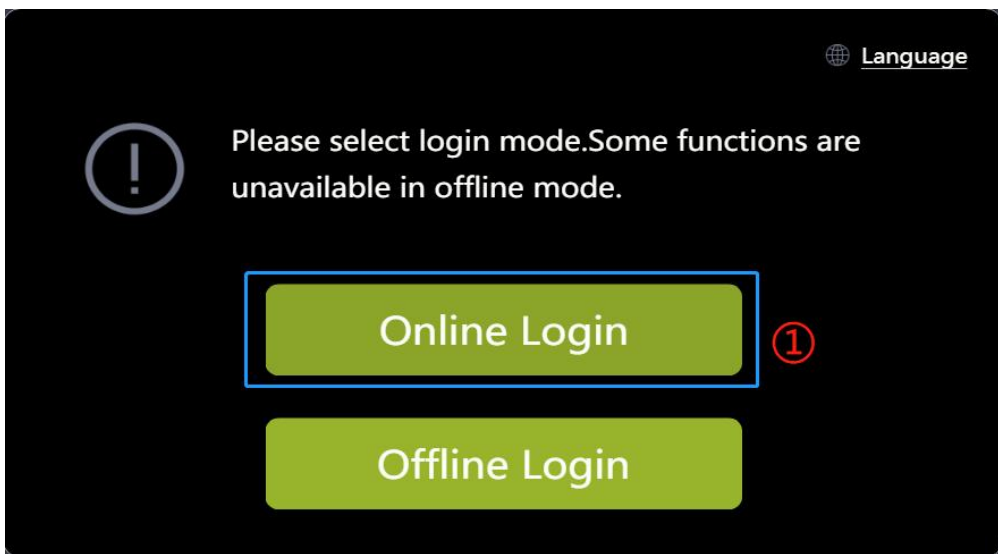 Language
Please select login mode.Some functions are
unavailable in offline mode.
Online Login
①
Offline Login